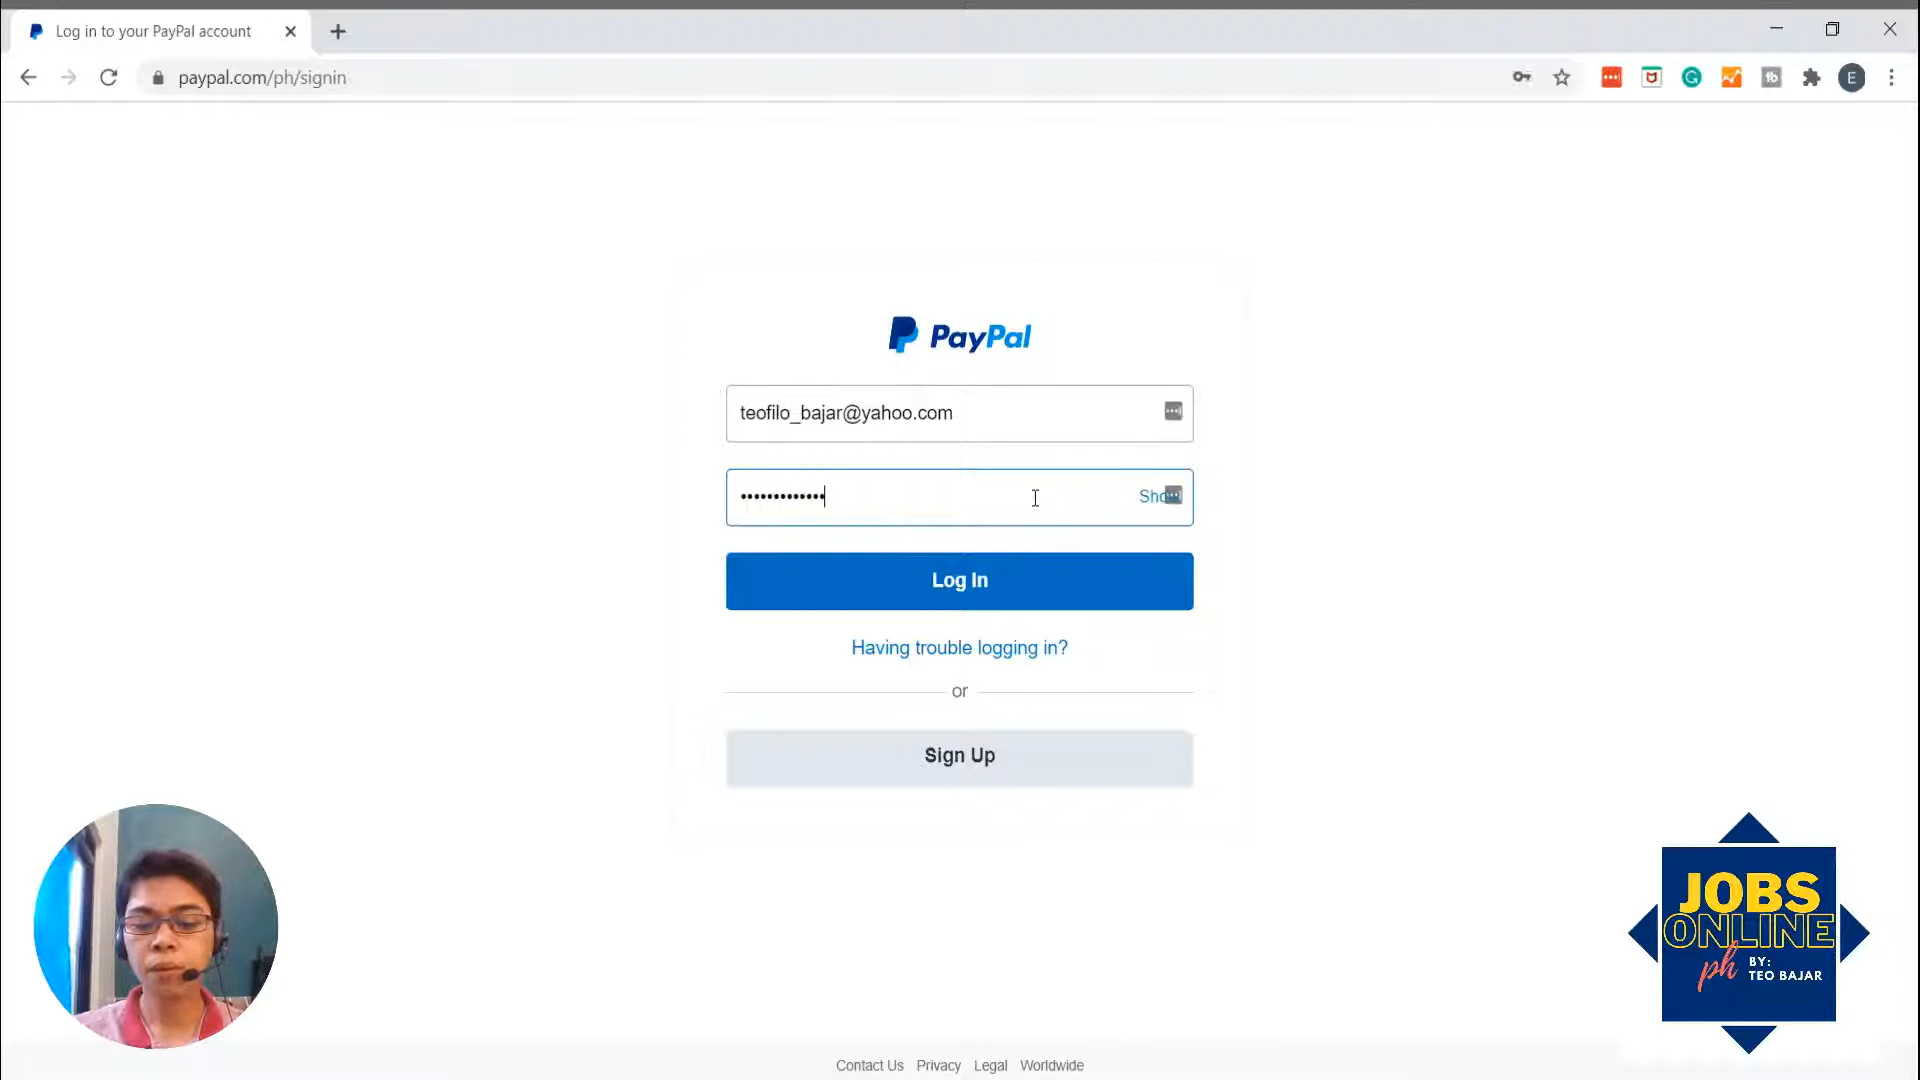 Log in to your PayPal account
paypal.com/ph/signin
E
PayPal
teofilo_bajar@yahoo.com
•••••••••••••
Sho
Log In
Having trouble logging in?
or
Sign Up
JOBS
ONLINE
ph
BY:
TEO BAJAR
Contact Us Privacy Legal Worldwide